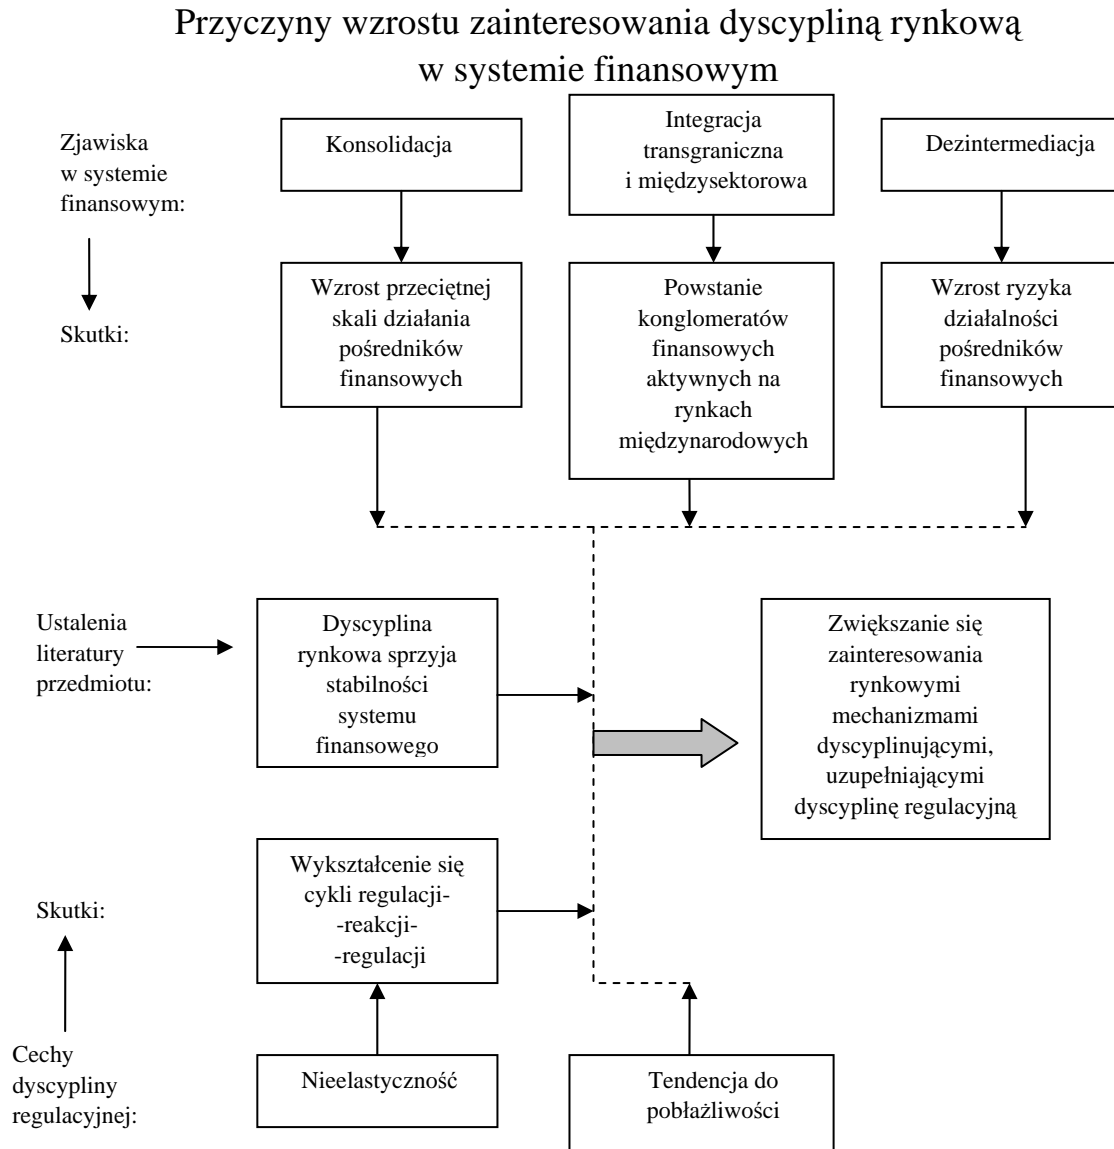 Przyczyny wzrostu zainteresowania dyscypliną rynkową
w systemie finansowym
Zjawiska
w systemie
finansowym:
Konsolidacja
Integracja
transgraniczna
i międzysektorowa
Dezintermediacja
Skutki:
Wzrost przeciętnej
skali działania
pośredników
finansowych
Powstanie
konglomeratów
finansowych
aktywnych na
rynkach
międzynarodowych
Wzrost ryzyka
działalności
pośredników
finansowych
Ustalenia
literatury
przedmiotu:
Dyscyplina
rynkowa sprzyja
stabilności
systemu
finansowego
Zwiększanie się
zainteresowania
rynkowymi
mechanizmami
dyscyplinującymi,
uzupełniającymi
dyscyplinę regulacyjną
Skutki:
Wykształcenie się
cykli regulacji-
-reakcji-
-regulacji
Cechy
dyscypliny
regulacyjnej:
Nieelastyczność
Tendencja do
pobłażliwości